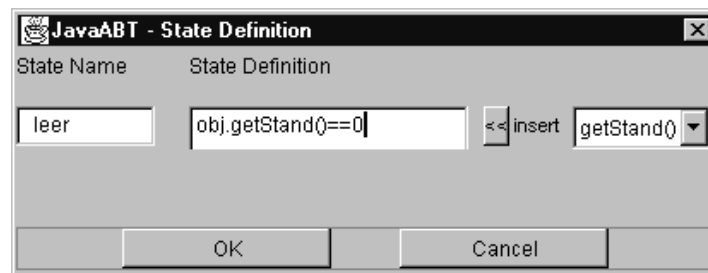 JavaABT - State Definition
State Name State Definition
leer obj.getStand()==0 << insert getStand()
OK Cancel